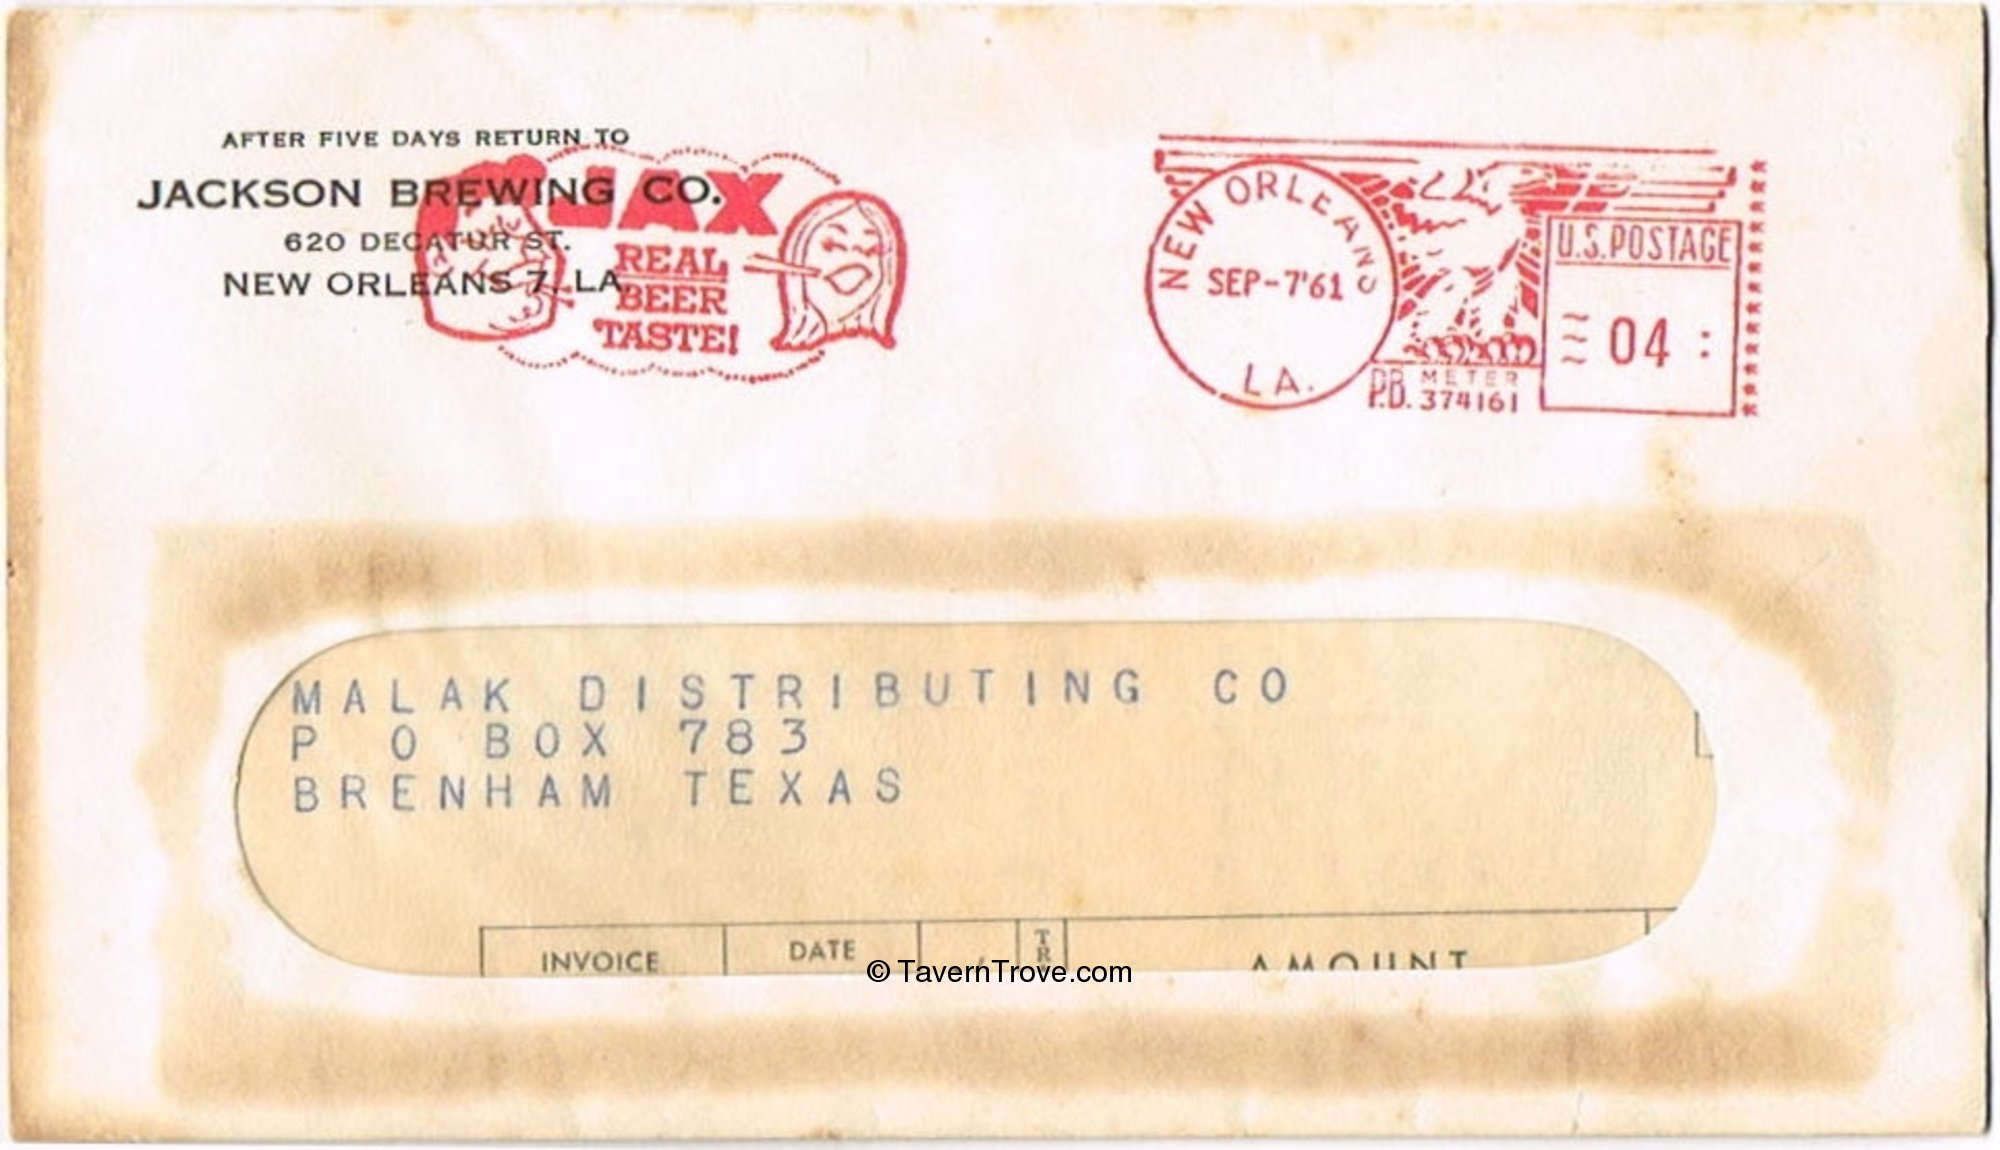 AFTER FIVE DAYS RETURN TO
JACKSON BREWING CO.
620 DECATUR ST.
NEW ORLEANS 7, LA
JAX
REAL
BEER
TASTE!
NEW ORLEANS
SEP-7'61
LA.
P.B. METER
374161
U.S. POSTAGE
04
MALAK DISTRIBUTING CO
P O BOX 783
BRENHAM TEXAS
INVOICE DATE TR AMOUNT
© TavernTrove.com